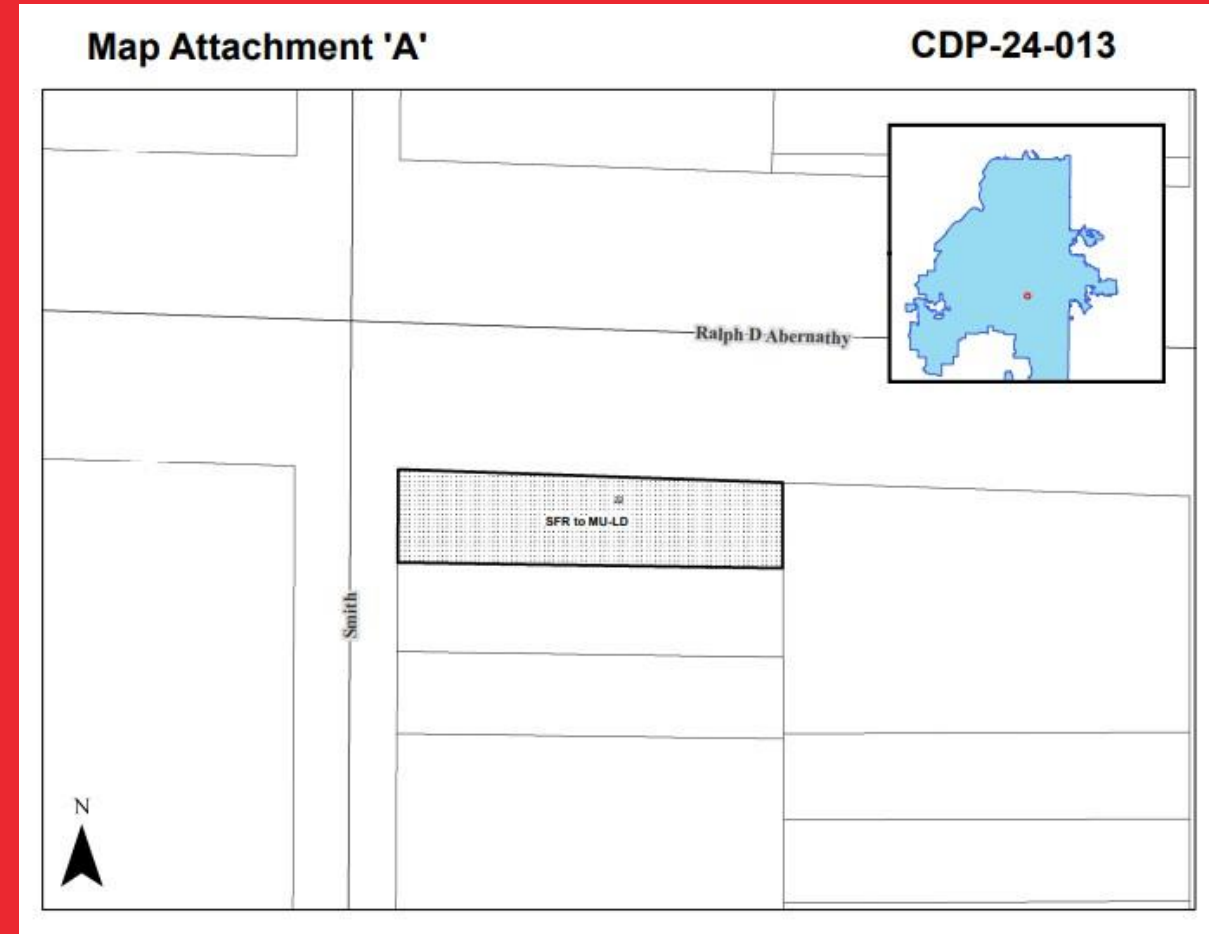 Map Attachment 'A'
CDP-24-013
Ralph D Abernathy
SFR to MU-LD
Smith
N